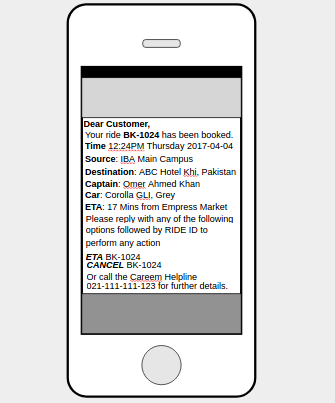 Dear Customer,
Your ride BK-1024 has been booked.
Time 12:24PM Thursday 2017-04-04
Source: IBA Main Campus
Destination: ABC Hotel Khi, Pakistan
Captain: Omer Ahmed Khan
Car: Corolla GLI, Grey
ETA: 17 Mins from Empress Market
Please reply with any of the following
options followed by RIDE ID to
perform any action
ETA BK-1024
CANCEL BK-1024
Or call the Careem Helpline
021-111-111-123 for further details.